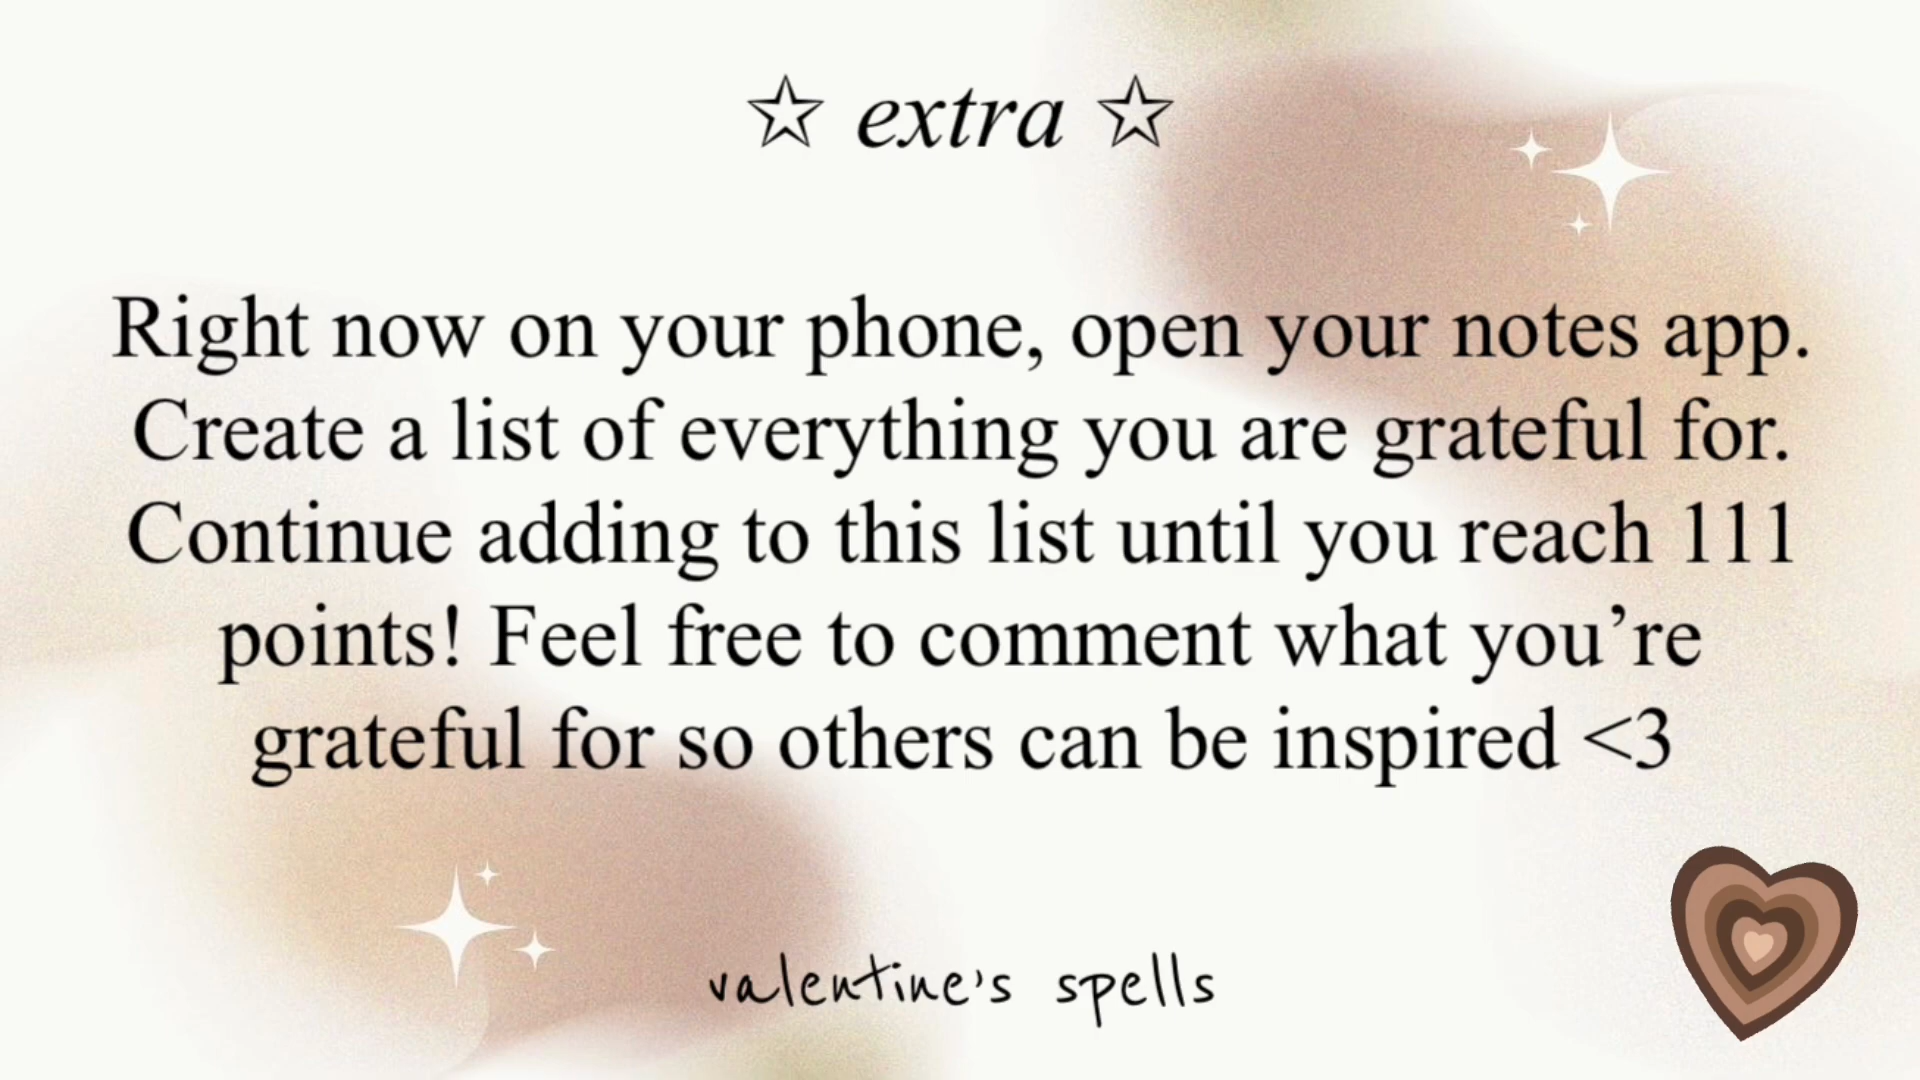 ☆ extra ☆
Right now on your phone, open your notes app.
Create a list of everything you are grateful for.
Continue adding to this list until you reach 111
points! Feel free to comment what you’re
grateful for so others can be inspired <3
valentine's spells